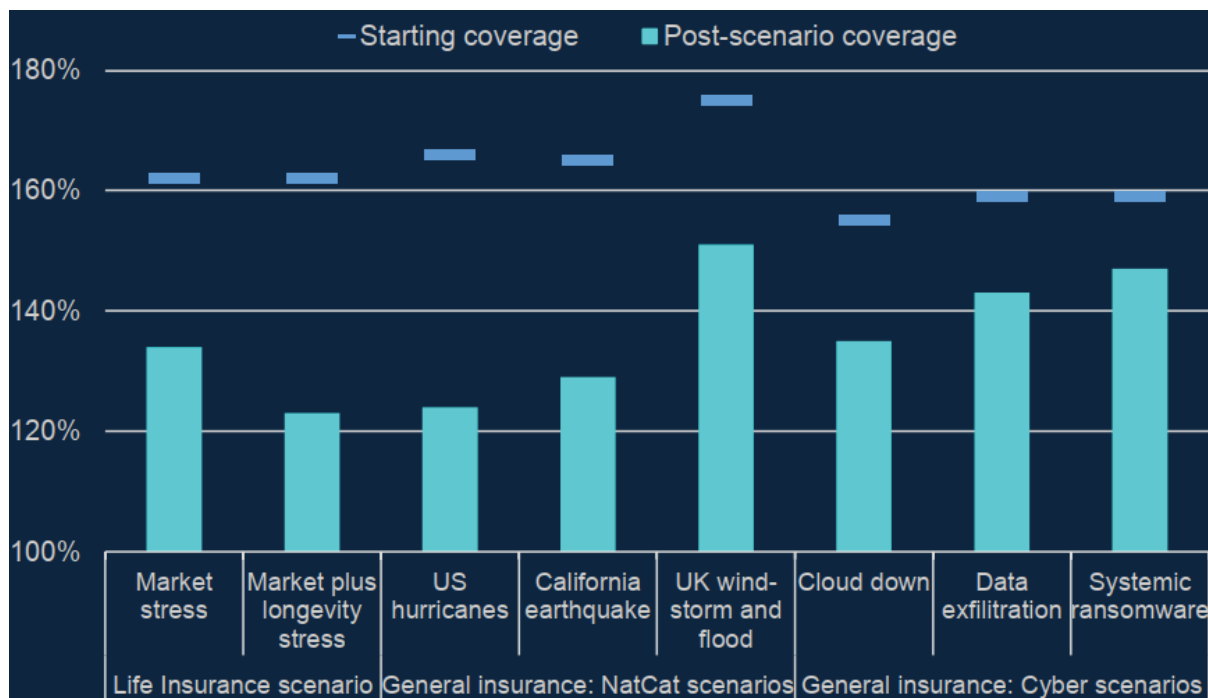 Starting coverage
Post-scenario coverage
180%
160%
140%
120%
100%
Market
stress
Market plus
longevity
stress
US
hurricanes
California
earthquake
UK wind-
storm and
flood
Cloud down
Data
exfilitration
Systemic
ransomware
Life Insurance scenario
General insurance: NatCat scenarios
General insurance: Cyber scenarios